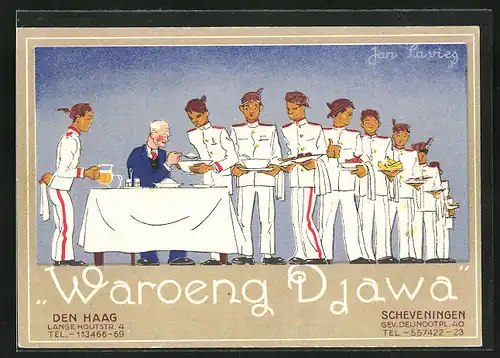 Jan Lavies
„Waroeng Djawa"
DEN HAAG
LANGE HOUTSTR. 4
TEL.-113466-69
SCHEVENINGEN
GEV. DEIJNOOTPL. 40
TEL-557422-23